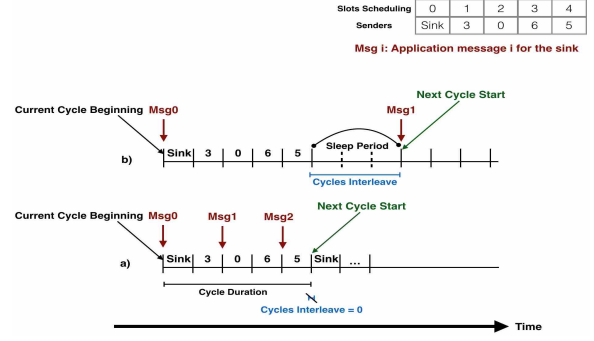 Slots Scheduling 0 1 2 3 4
Senders Sink 3 0 6 5
Msg i: Application message i for the sink
Next Cycle Start
Current Cycle Beginning Msg0 Msg1
Sink 3 0 6 5 Sleep Period
b)
Cycles Interleave
Next Cycle Start
Current Cycle Beginning Msg0 Msg1 Msg2
Sink 3 0 6 5 Sink ...
a)
Cycle Duration
Cycles Interleave = 0
Time